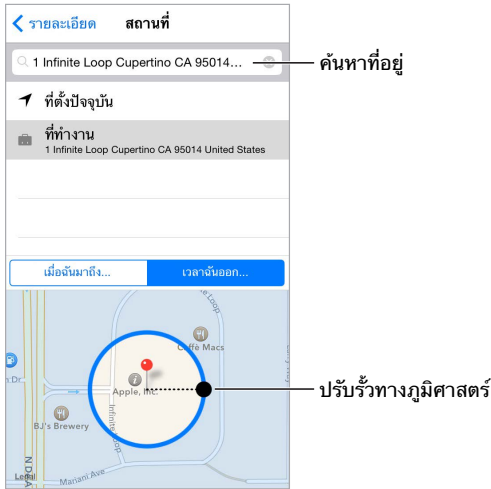 รายละเอียด สถานที่
1 Infinite Loop Cupertino CA 95014...
ค้นหาที่อยู่
ที่ตั้งปัจจุบัน
ที่ทำงาน
1 Infinite Loop Cupertino CA 95014 United States
เมื่อฉันมาถึง... เวลาฉันออก...
Loop
Caffè Macs
Apple, Inc.
ปรับรั้วทางภูมิศาสตร์
Infinite Loop
BJ's Brewery
N D
Legal
Mariani Ave